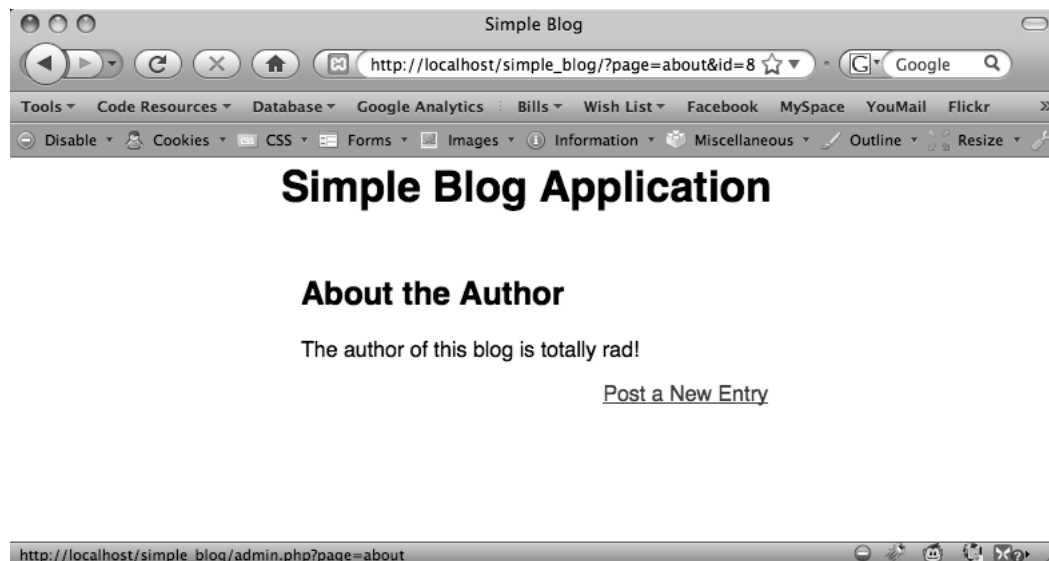 Simple Blog
http://localhost/simple_blog/?page=about&id=8 Google
Tools Code Resources Database Google Analytics Bills Wish List Facebook MySpace YouMail Flickr »
Disable Cookies CSS Forms Images Information Miscellaneous Outline Resize
Simple Blog Application
About the Author
The author of this blog is totally rad!
Post a New Entry
http://localhost/simple_blog/admin.php?page=about